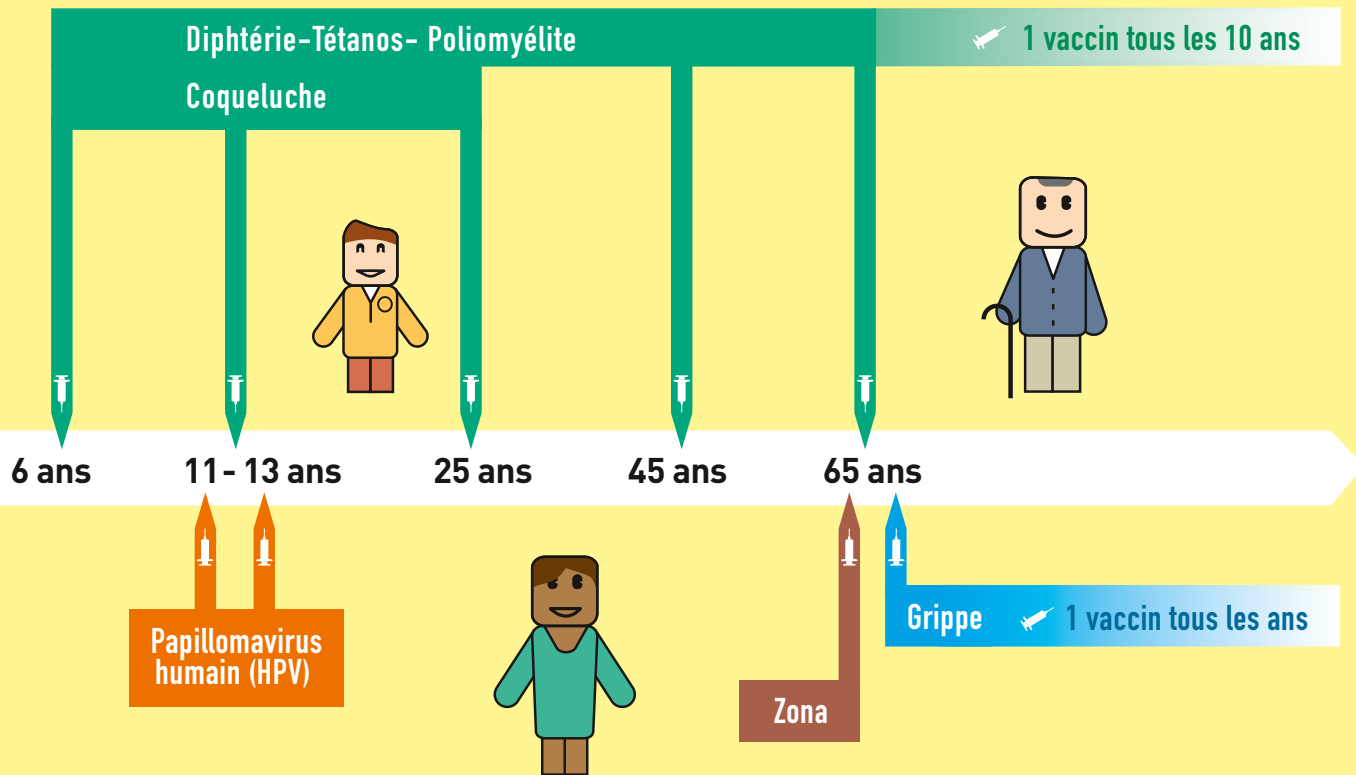 Diphtérie-Tétanos- Poliomyélite
1 vaccin tous les 10 ans
Coqueluche
6 ans
11- 13 ans
25 ans
45 ans
65 ans
Papillomavirus
humain (HPV)
Grippe
1 vaccin tous les ans
Zona